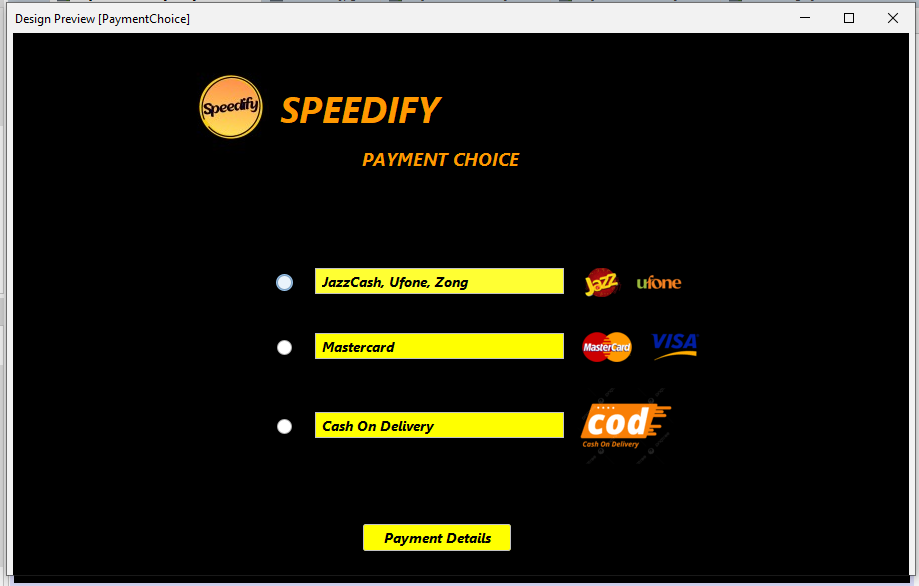 Design Preview [PaymentChoice]
Speedify
SPEEDIFY
PAYMENT CHOICE
JazzCash, Ufone, Zong
Jazz
ufone
Mastercard
MasterCard
VISA
Cash On Delivery
cod
Cash On Delivery
Payment Details